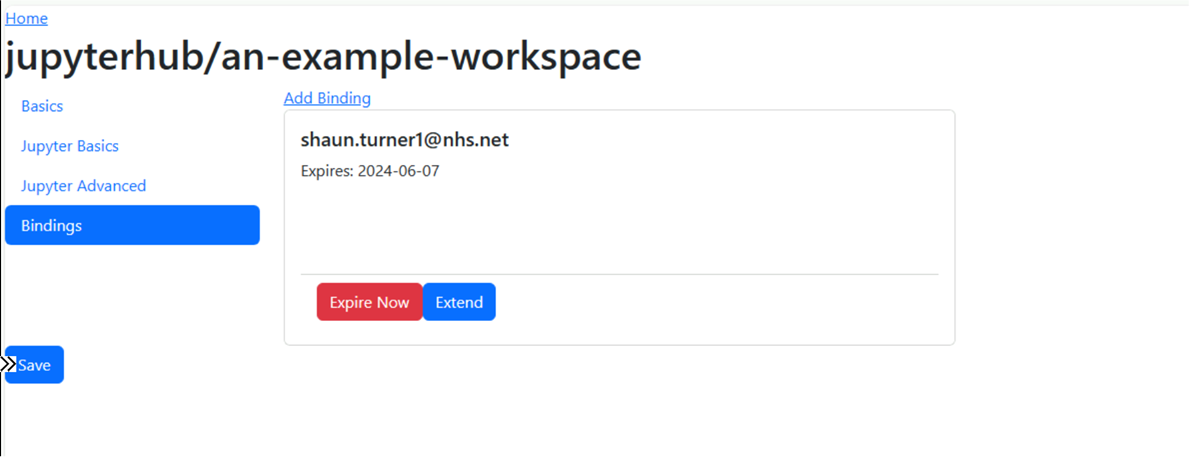 Home
jupyterhub/an-example-workspace
Basics
Jupyter Basics
Jupyter Advanced
Bindings
Add Binding
shaun.turner1@nhs.net
Expires: 2024-06-07
Expire Now Extend
Save